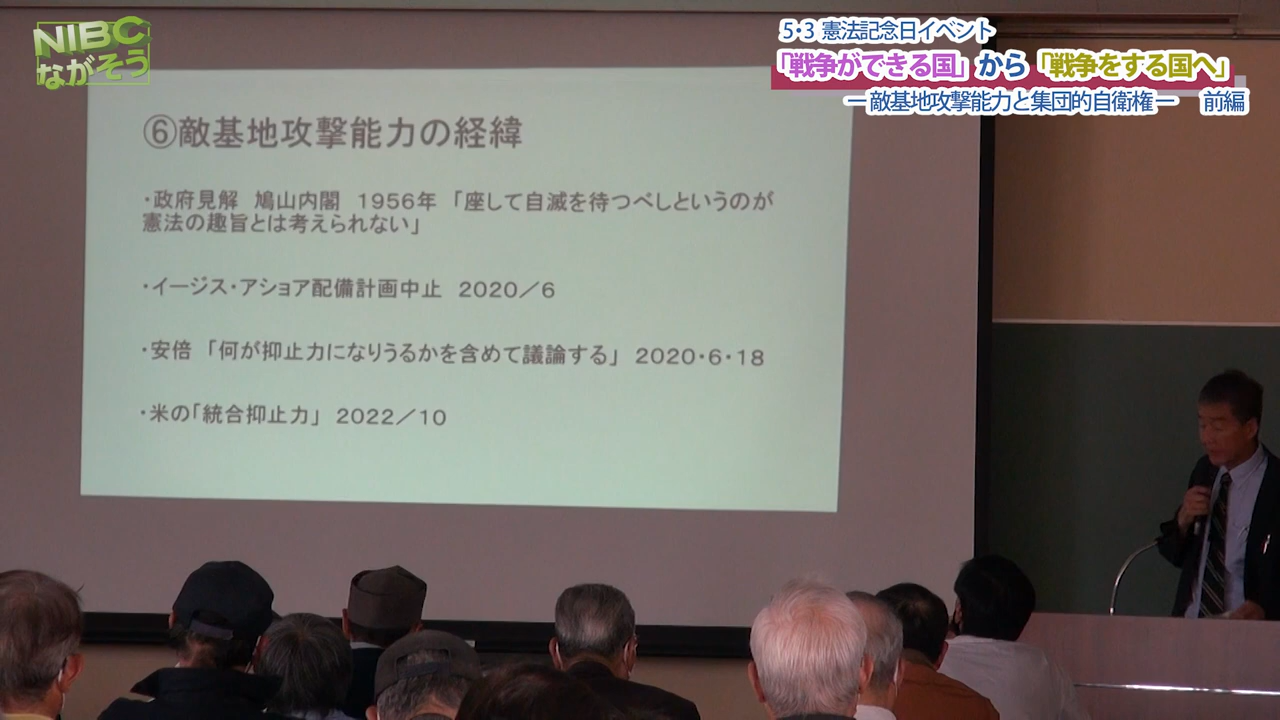 NIBC
ながそう
5・3 憲法記念日イベント
「戦争ができる国」から「戦争をする国へ」
― 敵基地攻撃能力と集団的自衛権 ― 前編
⑥敵基地攻撃能力の経緯
・政府見解 鳩山内閣 1956年 「座して自滅を待つべしというのが
憲法の趣旨とは考えられない」
・イージス・アショア配備計画中止 2020／6
・安倍 「何が抑止力になりうるかを含めて議論する」 2020・6・18
・米の「統合抑止力」 2022／10